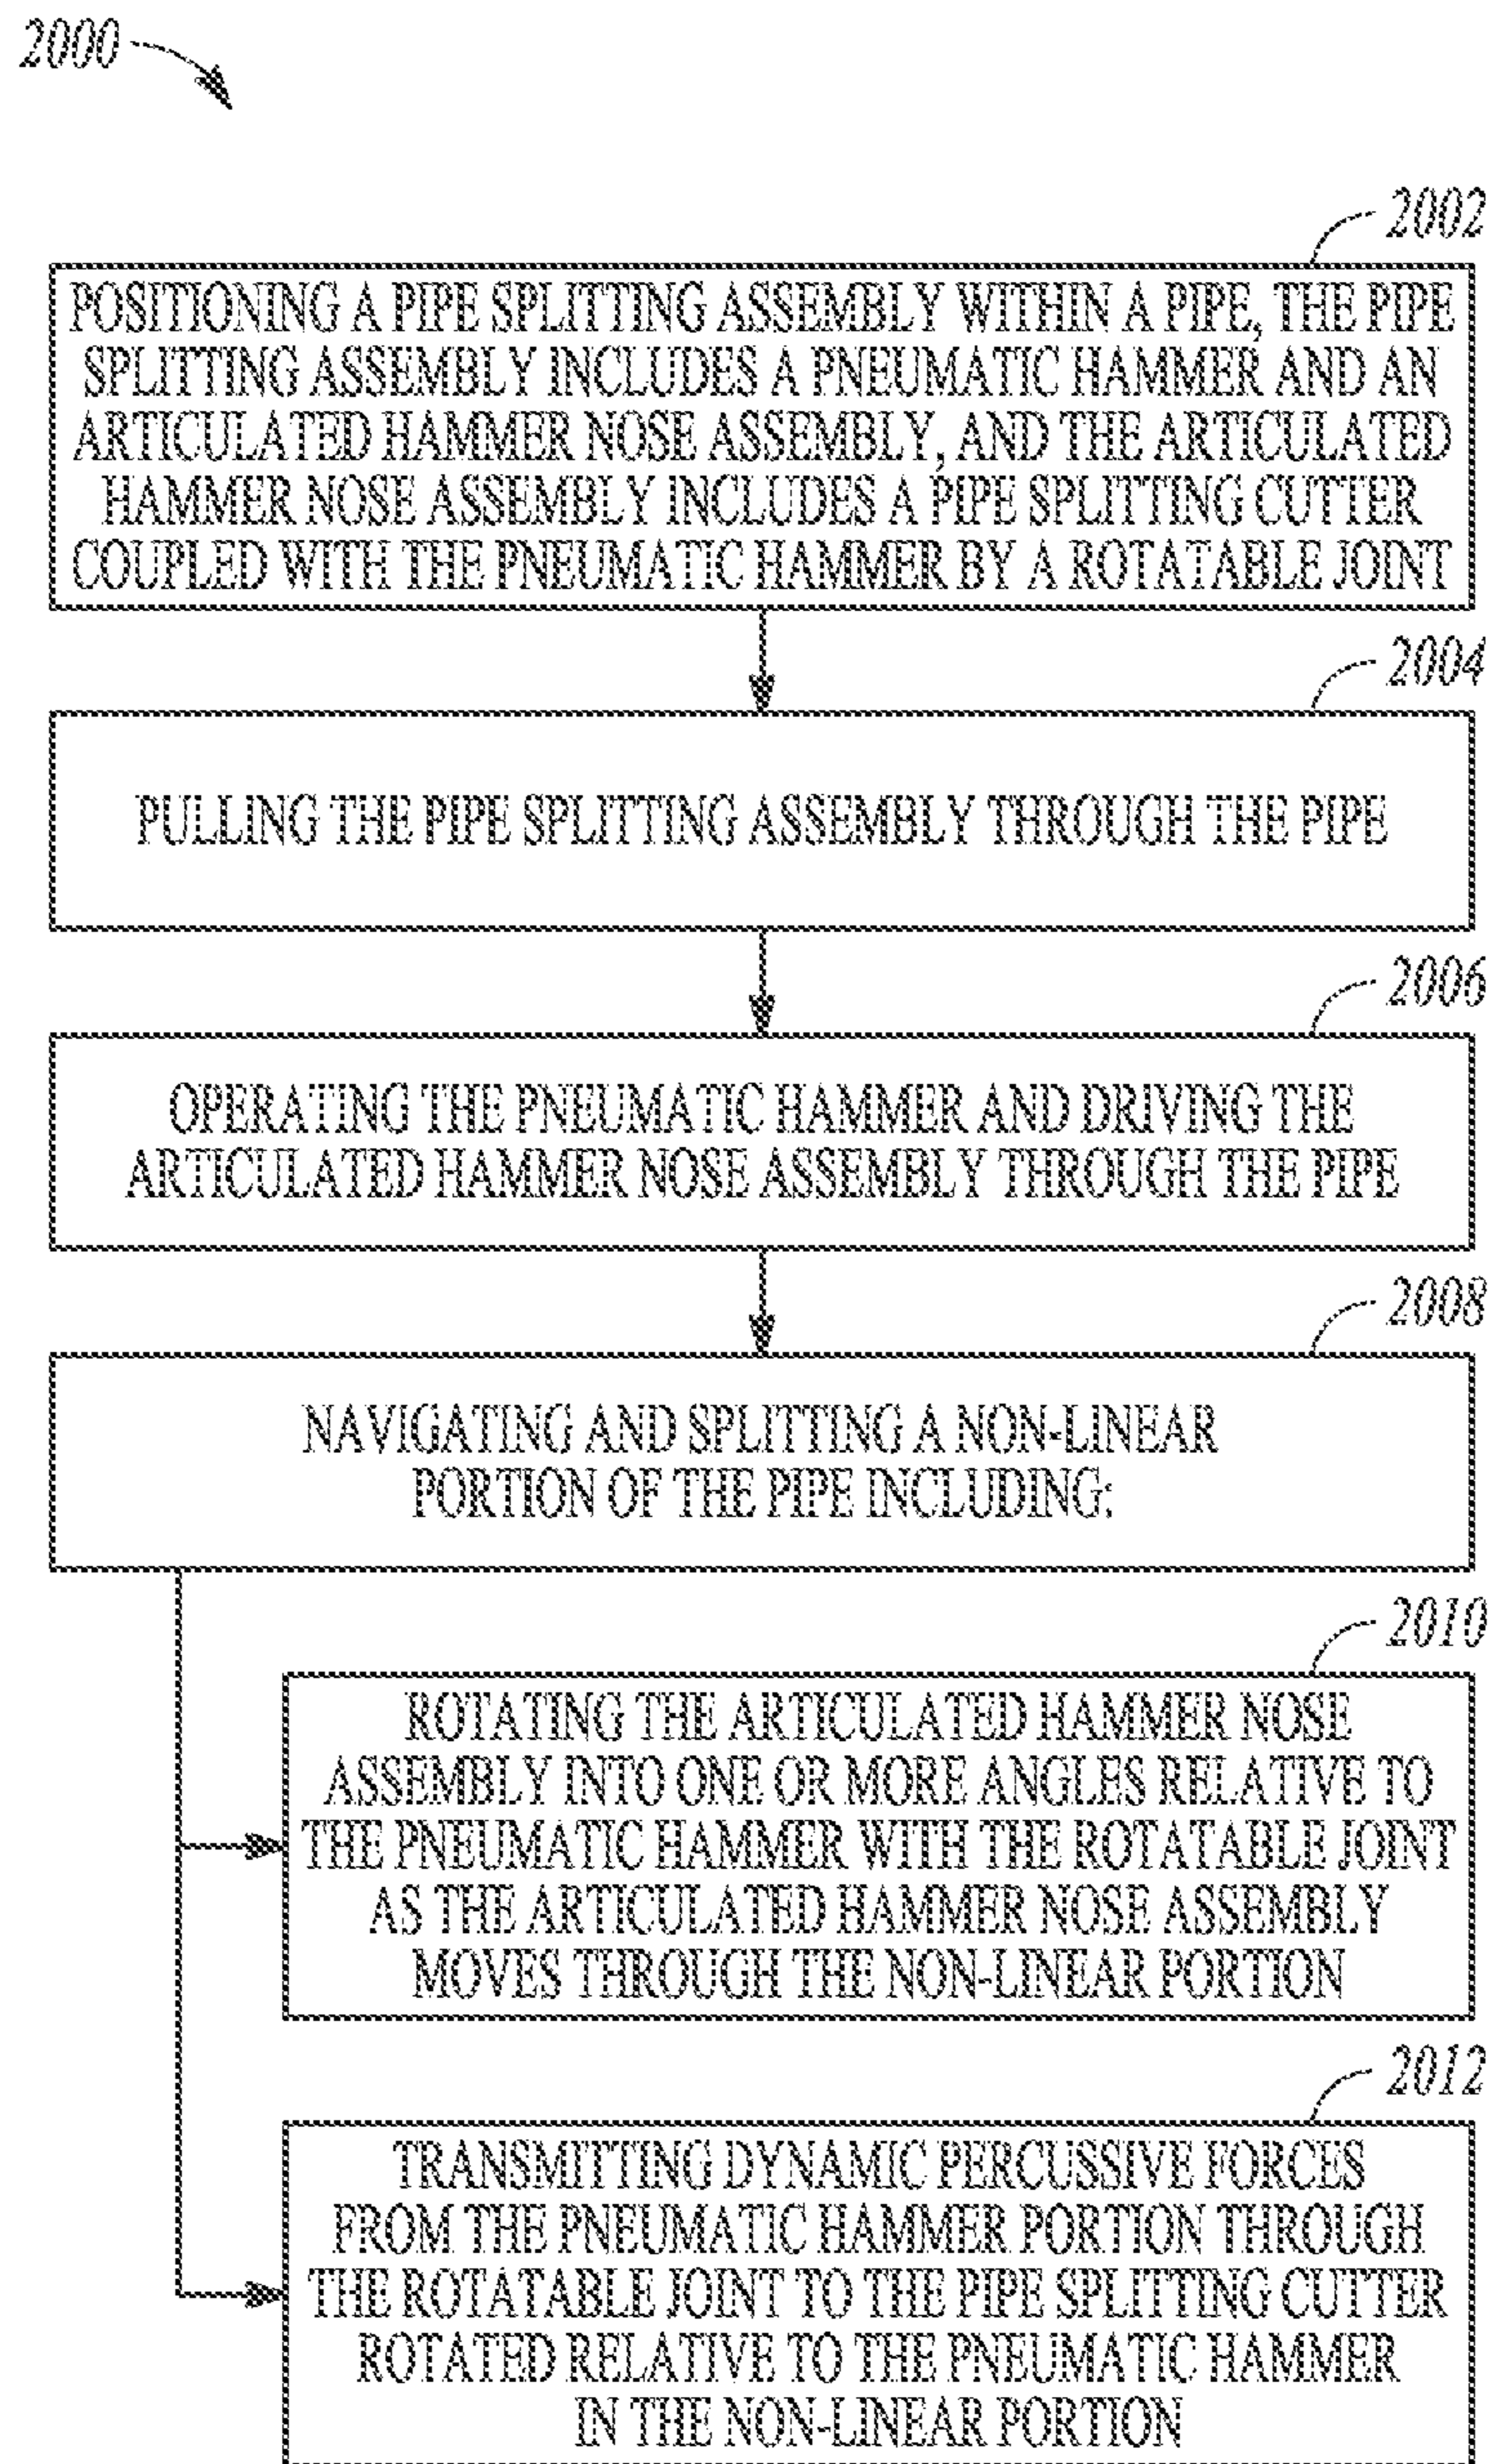 2000
2002
POSITIONING A PIPE SPLITTING ASSEMBLY WITHIN A PIPE, THE PIPE
SPLITTING ASSEMBLY INCLUDES A PNEUMATIC HAMMER AND AN
ARTICULATED HAMMER NOSE ASSEMBLY, AND THE ARTICULATED
HAMMER NOSE ASSEMBLY INCLUDES A PIPE SPLITTING CUTTER
COUPLED WITH THE PNEUMATIC HAMMER BY A ROTATABLE JOINT
2004
PULLING THE PIPE SPLITTING ASSEMBLY THROUGH THE PIPE
2006
OPERATING THE PNEUMATIC HAMMER AND DRIVING THE
ARTICULATED HAMMER NOSE ASSEMBLY THROUGH THE PIPE
2008
NAVIGATING AND SPLITTING A NON-LINEAR
PORTION OF THE PIPE INCLUDING:
2010
ROTATING THE ARTICULATED HAMMER NOSE
ASSEMBLY INTO ONE OR MORE ANGLES RELATIVE TO
THE PNEUMATIC HAMMER WITH THE ROTATABLE JOINT
AS THE ARTICULATED HAMMER NOSE ASSEMBLY
MOVES THROUGH THE NON-LINEAR PORTION
2012
TRANSMITTING DYNAMIC PERCUSSIVE FORCES
FROM THE PNEUMATIC HAMMER PORTION THROUGH
THE ROTATABLE JOINT TO THE PIPE SPLITTING CUTTER
ROTATED RELATIVE TO THE PNEUMATIC HAMMER
IN THE NON-LINEAR PORTION